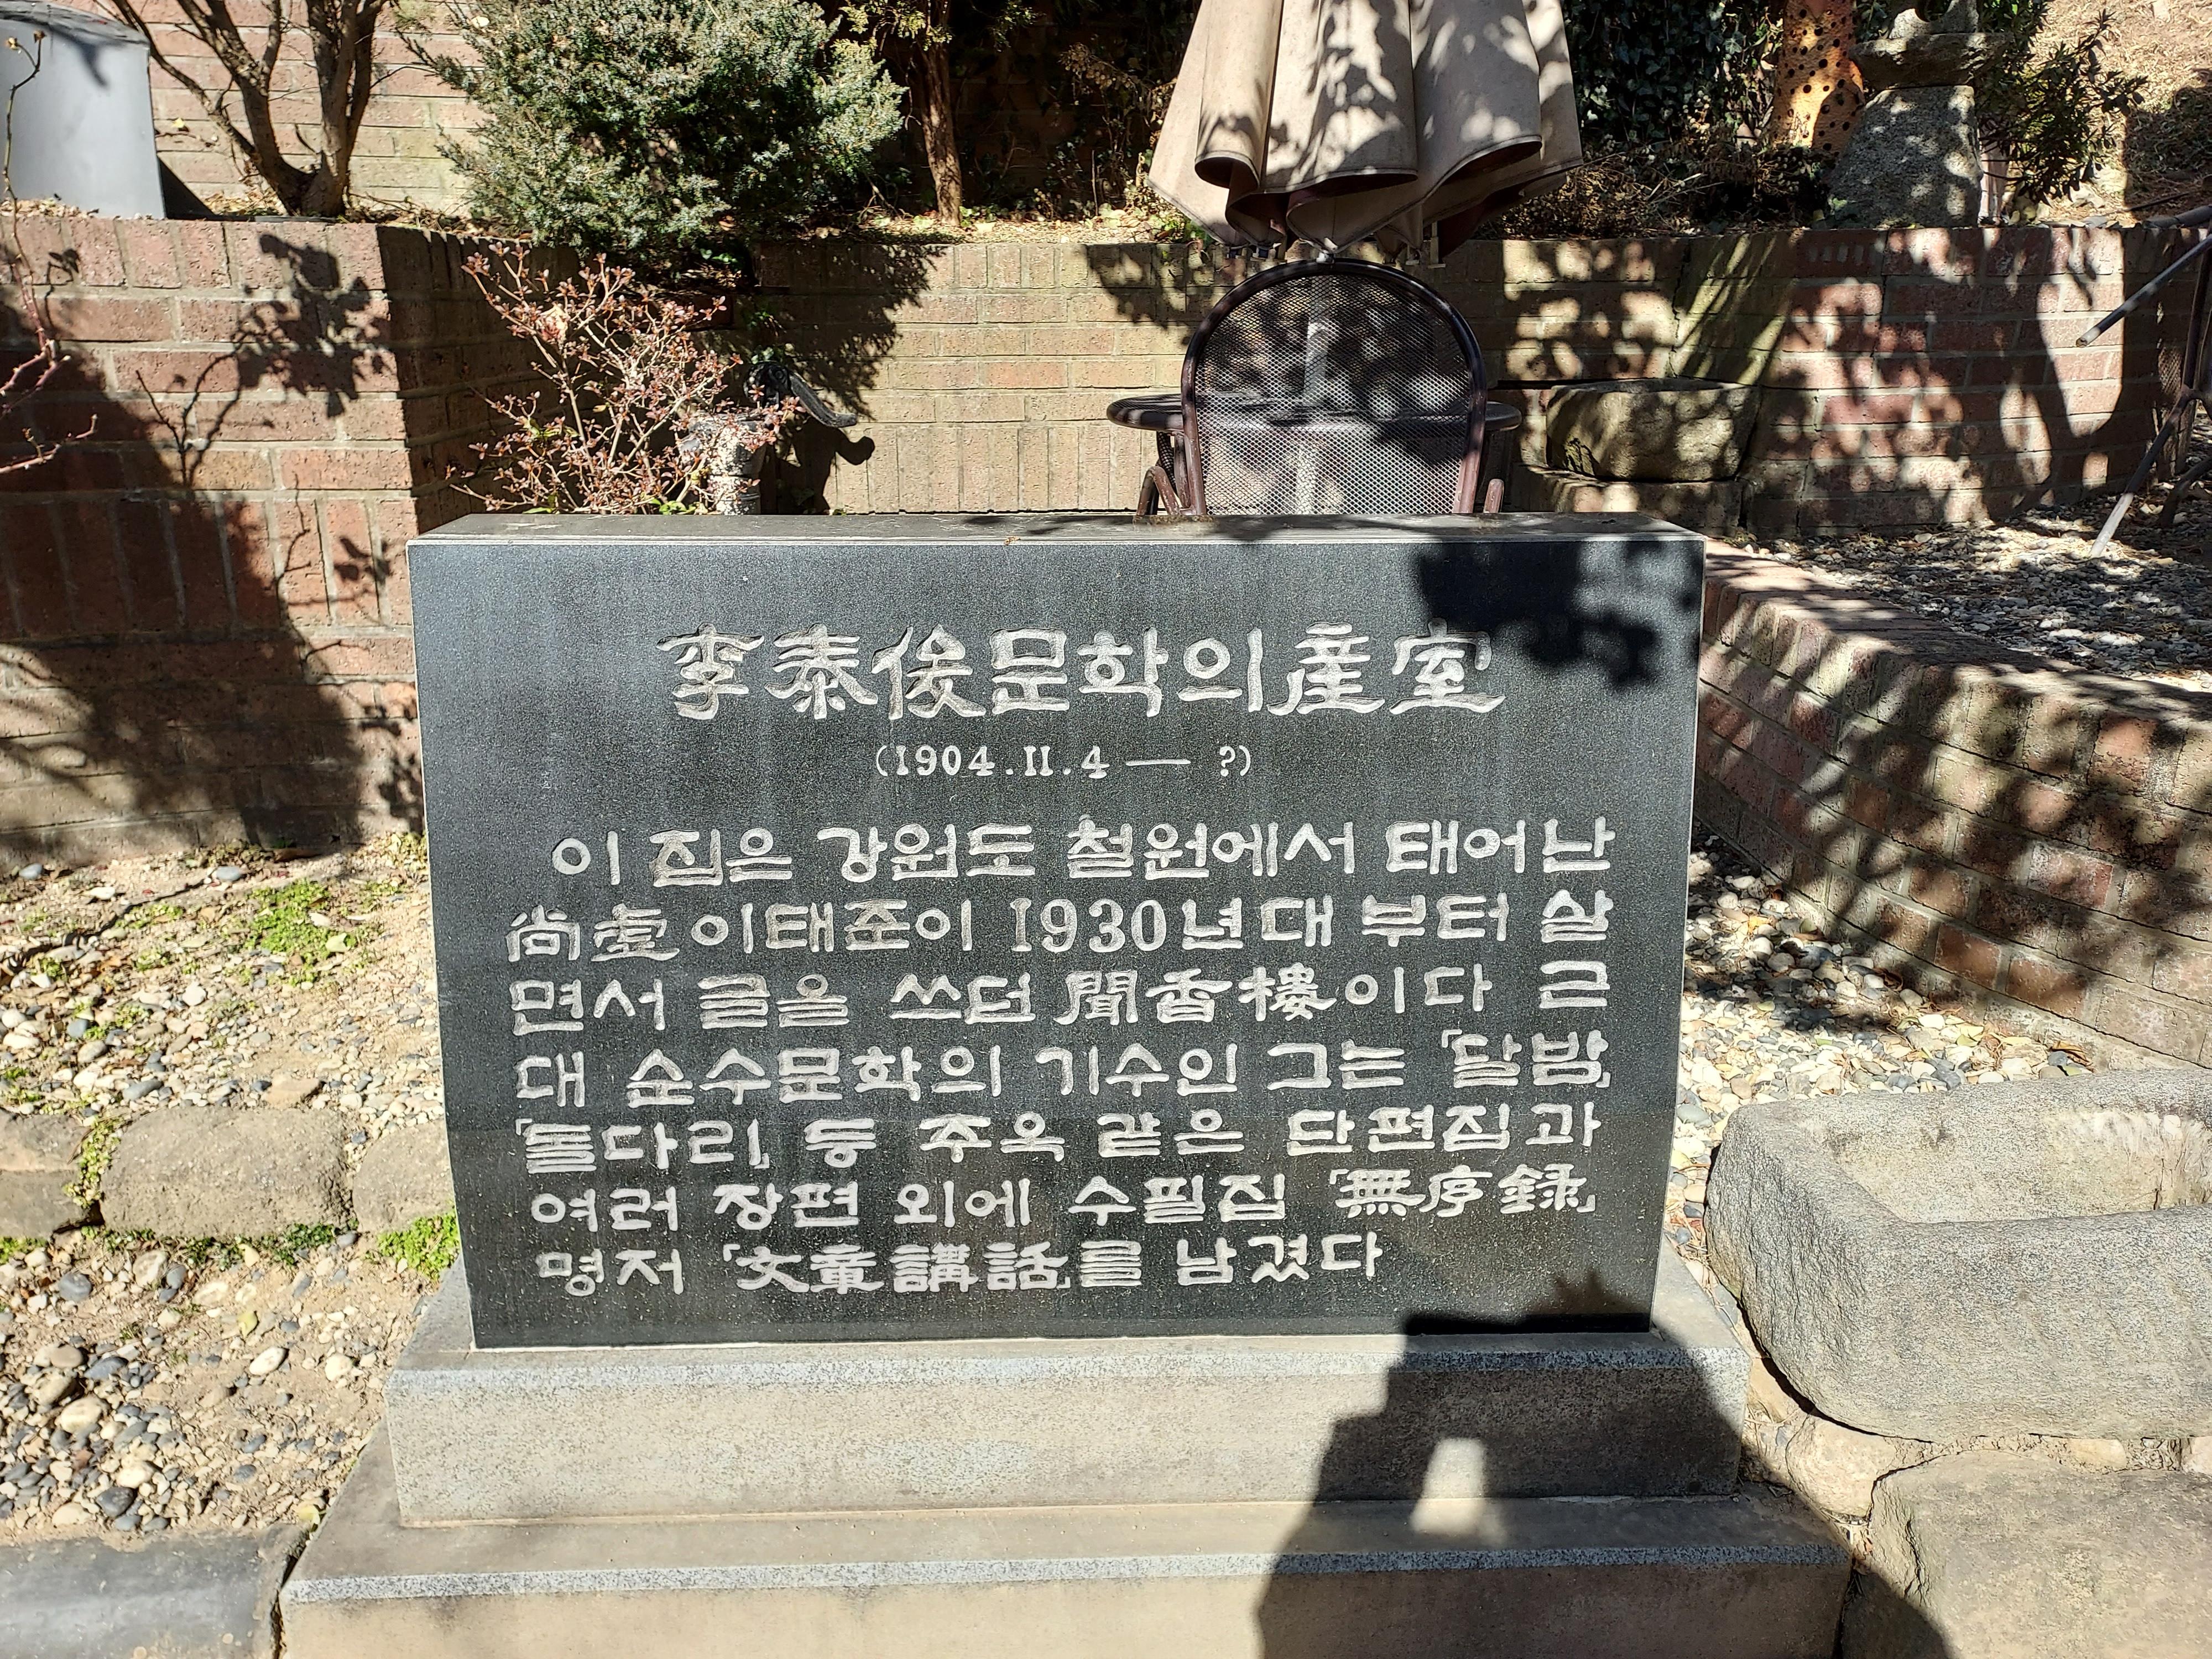 李泰俊문학의産室
(1904.11.4 — ?)
이 집은 강원도 철원에서 태어난
尙虛이태준이 1930년대 부터 살
면서 글을 쓰던 聞香樓이다 근
대 순수문학의 기수인 그는 「달밤」
「돌다리」 등 주옥 같은 단편집과
여러 장편 외에 수필집 「無序録」
명저 「文章講話」를 남겼다